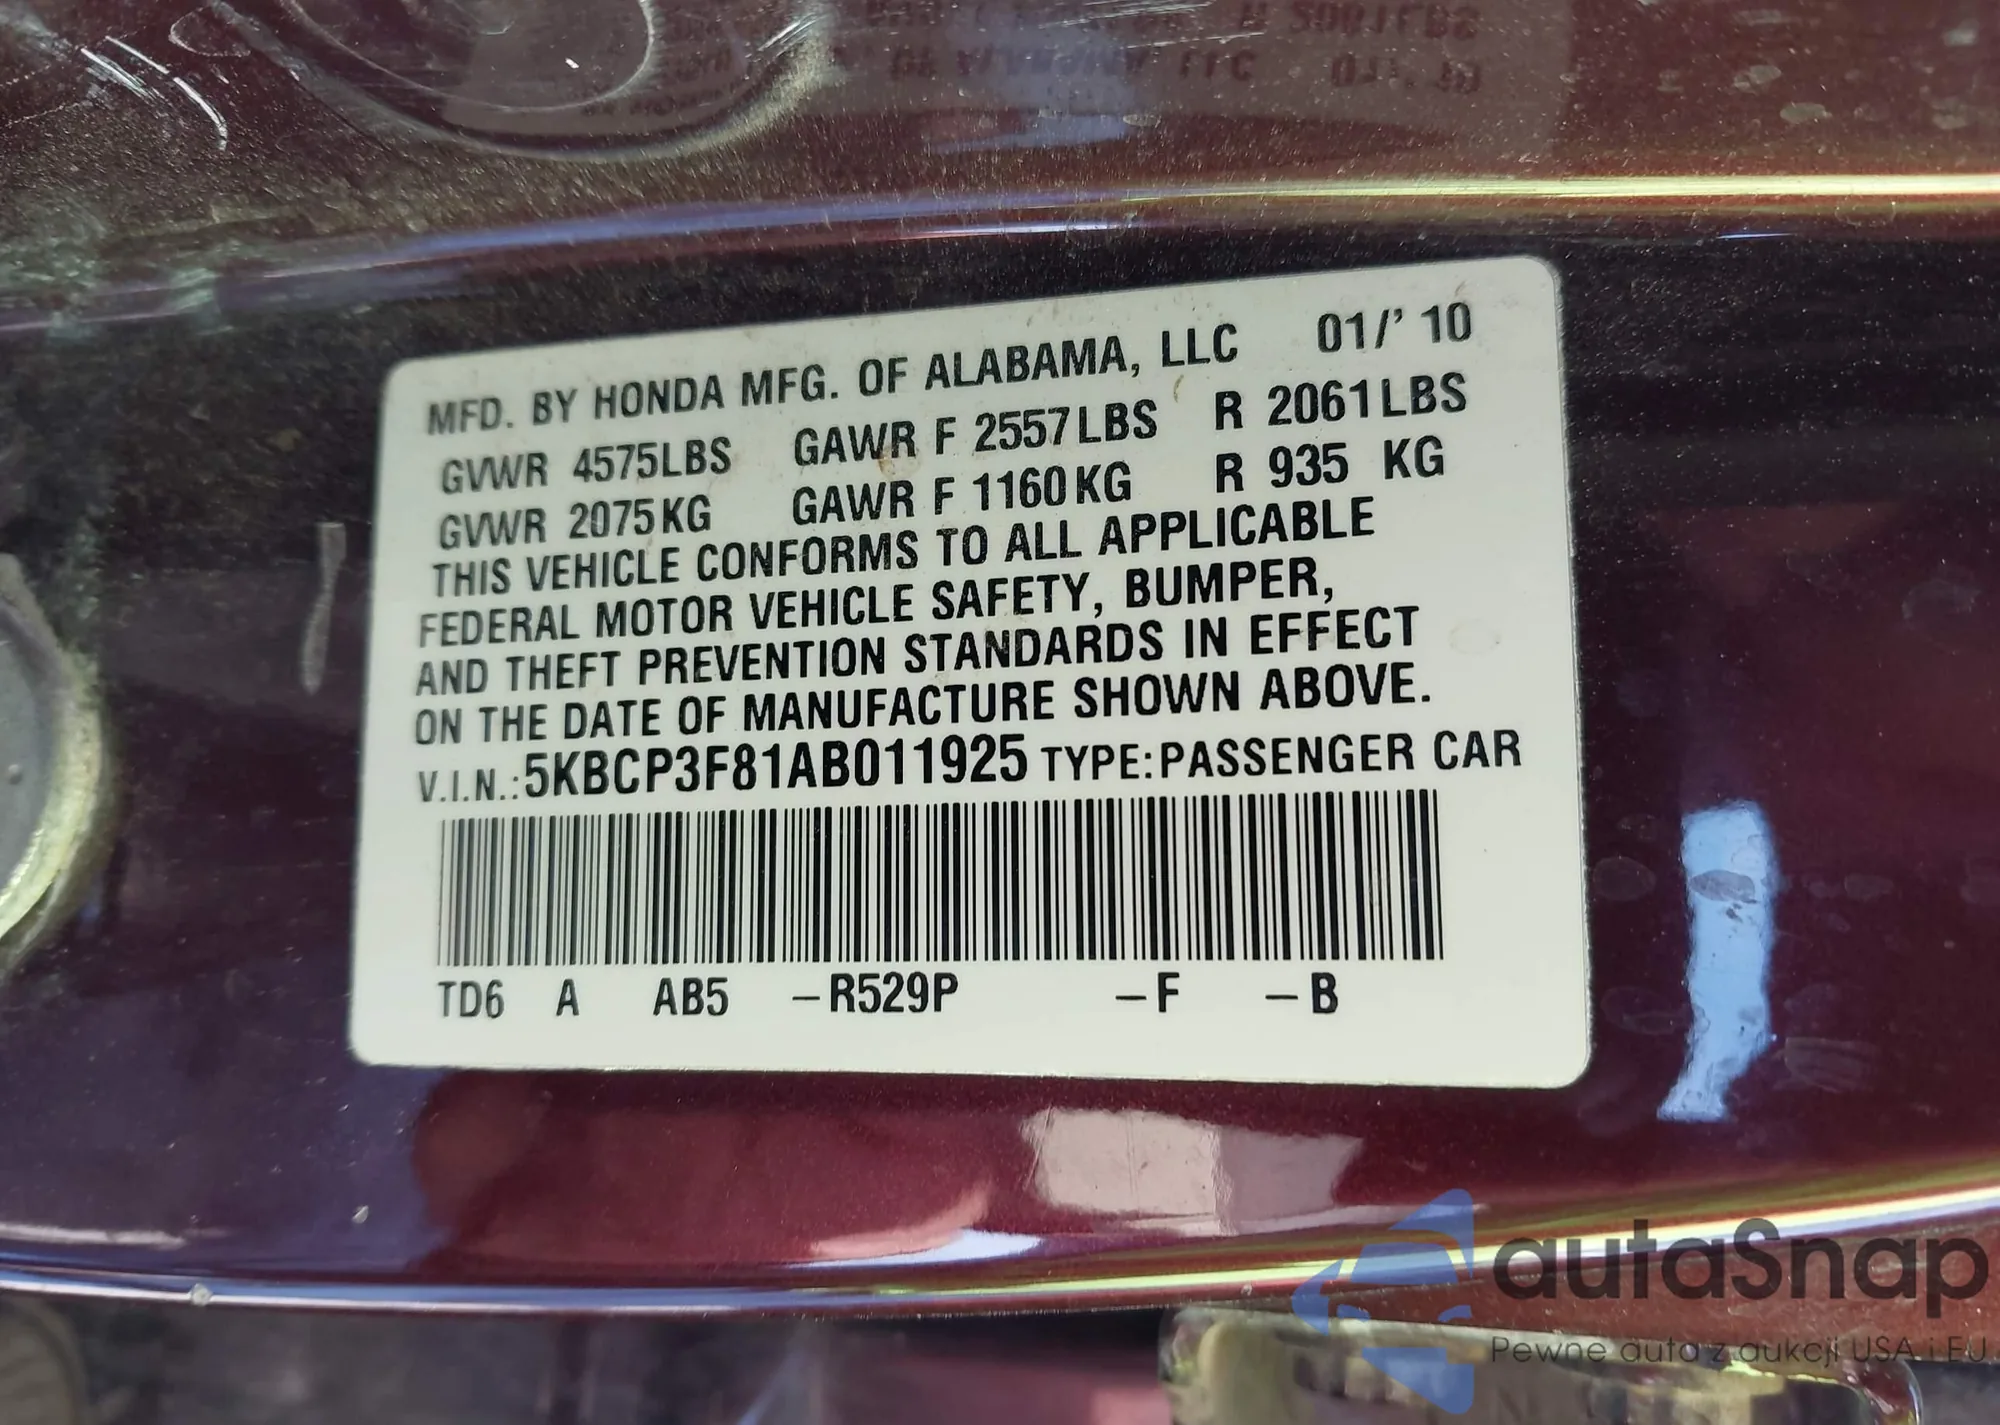 MFD. BY HONDA MFG. OF ALABAMA, LLC 01/'10
GVWR 4575LBS GAWR F 2557LBS R 2061LBS
GVWR 2075KG GAWR F 1160KG R 935 KG
THIS VEHICLE CONFORMS TO ALL APPLICABLE
FEDERAL MOTOR VEHICLE SAFETY, BUMPER,
AND THEFT PREVENTION STANDARDS IN EFFECT
ON THE DATE OF MANUFACTURE SHOWN ABOVE.
V.I.N.:5KBCP3F81AB011925 TYPE:PASSENGER CAR
TD6 A AB5 –R529P –F –B
autaSnap
Pewne auta z aukcji USA i EU